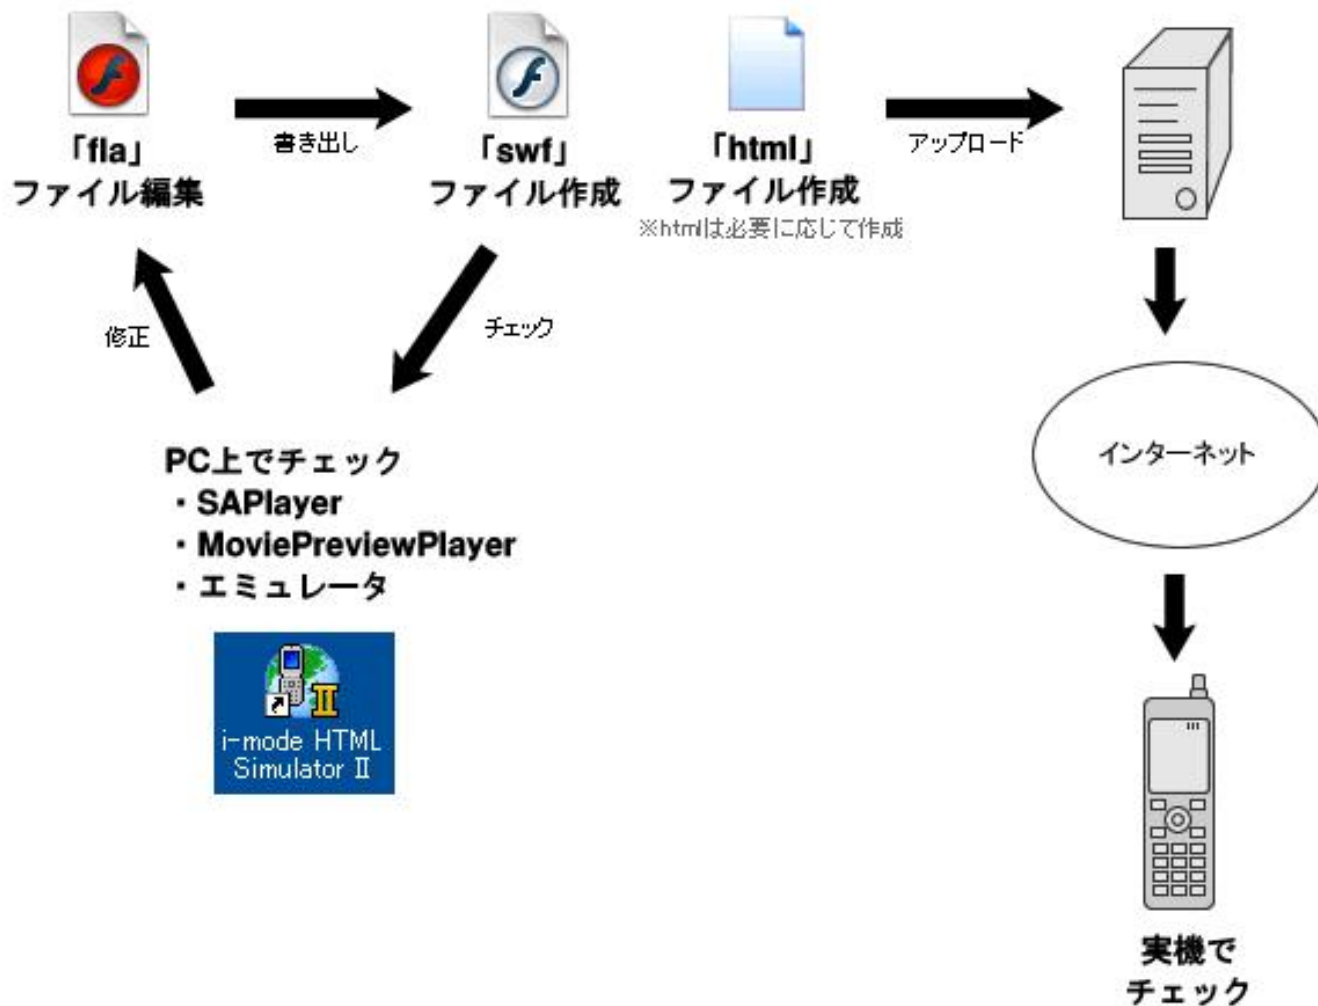 「fla」
ファイル編集
書き出し
「swf」
ファイル作成
「html」
ファイル作成
※htmlは必要に応じて作成
アップロード
修正
チェック
PC上でチェック
・SAPlayer
・MoviePreviewPlayer
・エミュレータ
i-mode HTML
Simulator II
インターネット
実機で
チェック